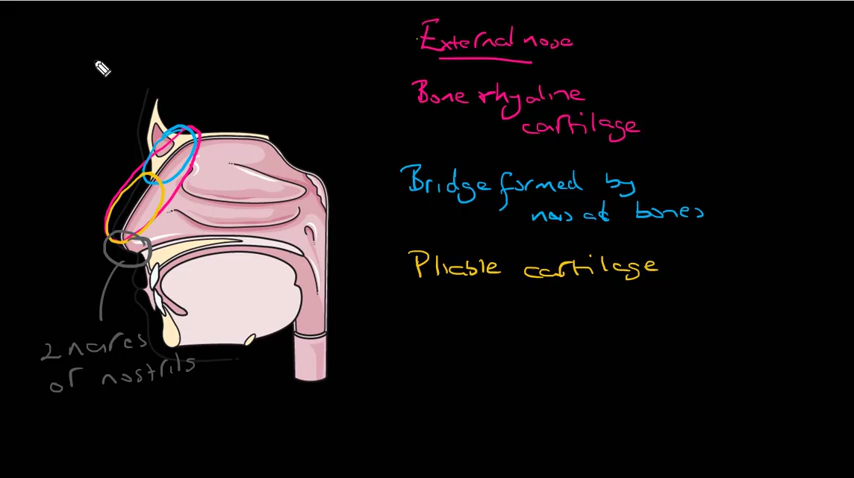 External nose
Bone + hyaline
cartilage
Bridge formed by
nasal bones
Pliable cartilage
2 nares
or nostrils